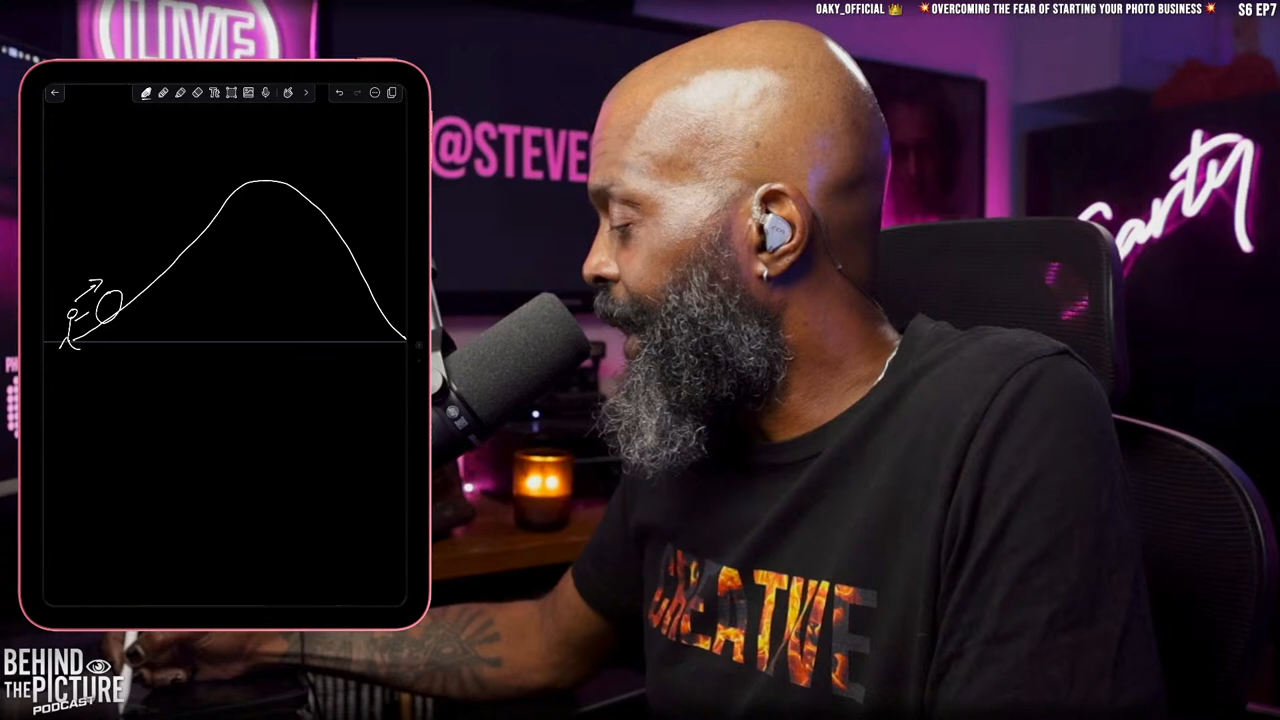 OAKY_OFFICIAL 👑 💥OVERCOMING THE FEAR OF STARTING YOUR PHOTO BUSINESS💥 S6 EP7
LIVE
@STEVE
CREATIVE
BEHIND
THE PICTURE
PODCAST